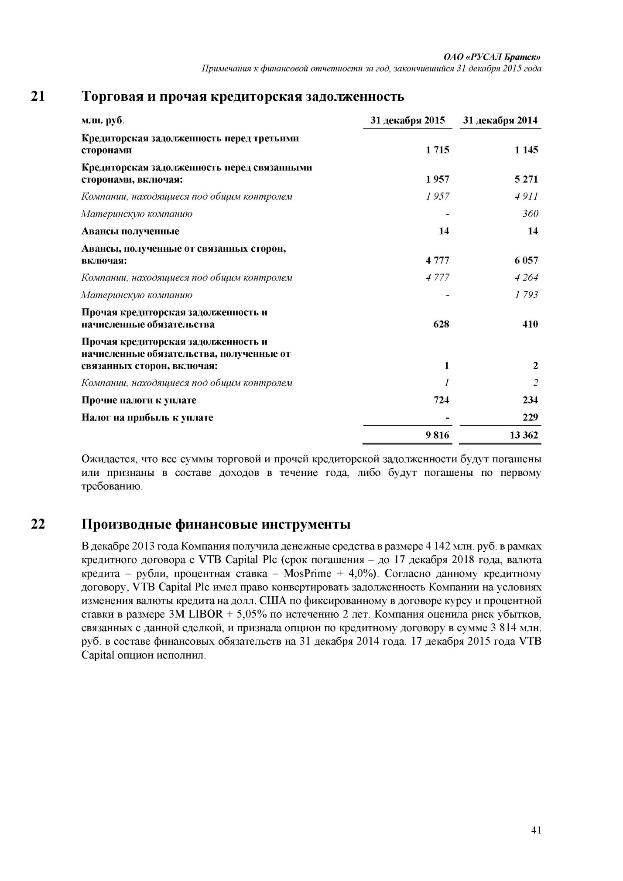 ОАО «РУСАЛ Братск»
Примечания к финансовой отчетности за год, закончившийся 31 декабря 2015 года
21 Торговая и прочая кредиторская задолженность
млн. руб. 31 декабря 2015 31 декабря 2014
Кредиторская задолженность перед третьими
сторонами 1 715 1 145
Кредиторская задолженность перед связанными
сторонами, включая: 1 957 5 271
Компании, находящиеся под общим контролем 1 957 4 911
Материнскую компанию - 360
Авансы полученные 14 14
Авансы, полученные от связанных сторон,
включая: 4 777 6 057
Компании, находящиеся под общим контролем 4 777 4 264
Материнскую компанию - 1 793
Прочая кредиторская задолженность и
начисленные обязательства 628 410
Прочая кредиторская задолженность и
начисленные обязательства, полученные от
связанных сторон, включая: 1 2
Компании, находящиеся под общим контролем 1 2
Прочие налоги к уплате 724 234
Налог на прибыль к уплате - 229
9 816 13 362
Ожидается, что все суммы торговой и прочей кредиторской задолженности будут погашены
или признаны в составе доходов в течение года, либо будут погашены по первому
требованию.
22 Производные финансовые инструменты
В декабре 2013 года Компания получила денежные средства в размере 4 142 млн. руб. в рамках
кредитного договора с VTB Capital Plc (срок погашения – до 17 декабря 2018 года, валюта
кредита – рубли, процентная ставка – MosPrime + 4,0%). Согласно данному кредитному
договору, VTB Capital Plc имел право конвертировать задолженность Компании на условиях
изменения валюты кредита на долл. США по фиксированному в договоре курсу и процентной
ставки в размере 3M LIBOR + 5,05% по истечению 2 лет. Компания оценила риск убытков,
связанных с данной сделкой, и признала опцион по кредитному договору в сумме 3 814 млн.
руб. в составе финансовых обязательств на 31 декабря 2014 года. 17 декабря 2015 года VTB
Capital опцион исполнил.
41